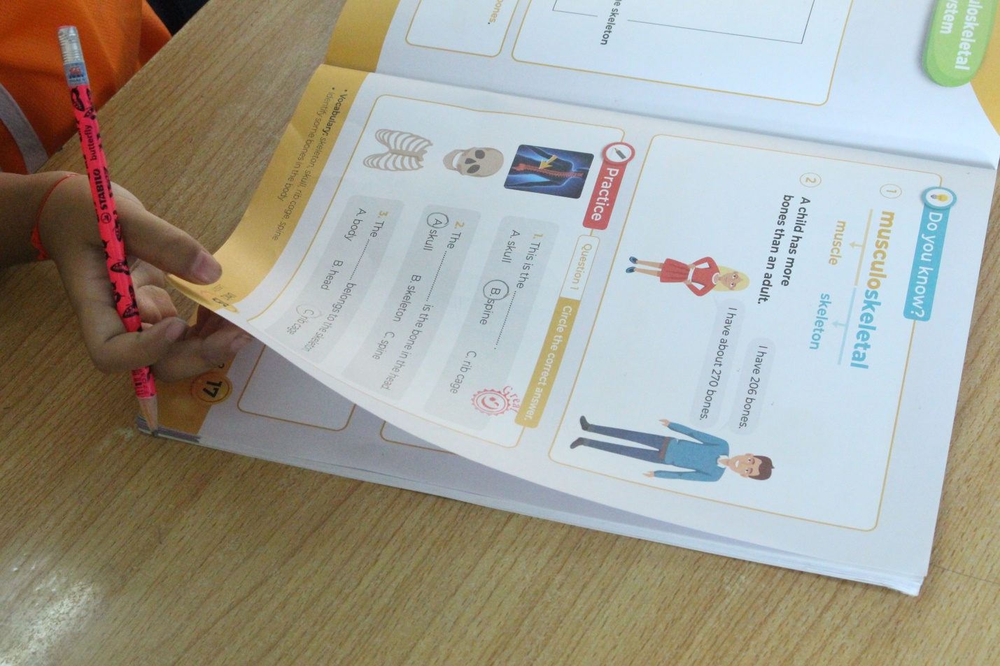 uloskeletal
ystem
e skeleton
bones.
Do you know?
1 musculoskeletal
muscle
skeleton
2 A child has more
bones than an adult.
I have 206 bones.
I have about 270 bones.
Practice
Question 1
Circle the correct answer.
1. This is the .................... .
A. skull
B. spine
C. rib cage
Great
2. The .................... is the bone in the head.
A. skull
B. skeleton
C. spine
3. The .................... belongs to the skeleton.
A. body
B. head
C. rib cage
• Vocabulary: skeleton, skull, rib cage, spine
• Identify some bones in the body.
17
STABILO
butterfly